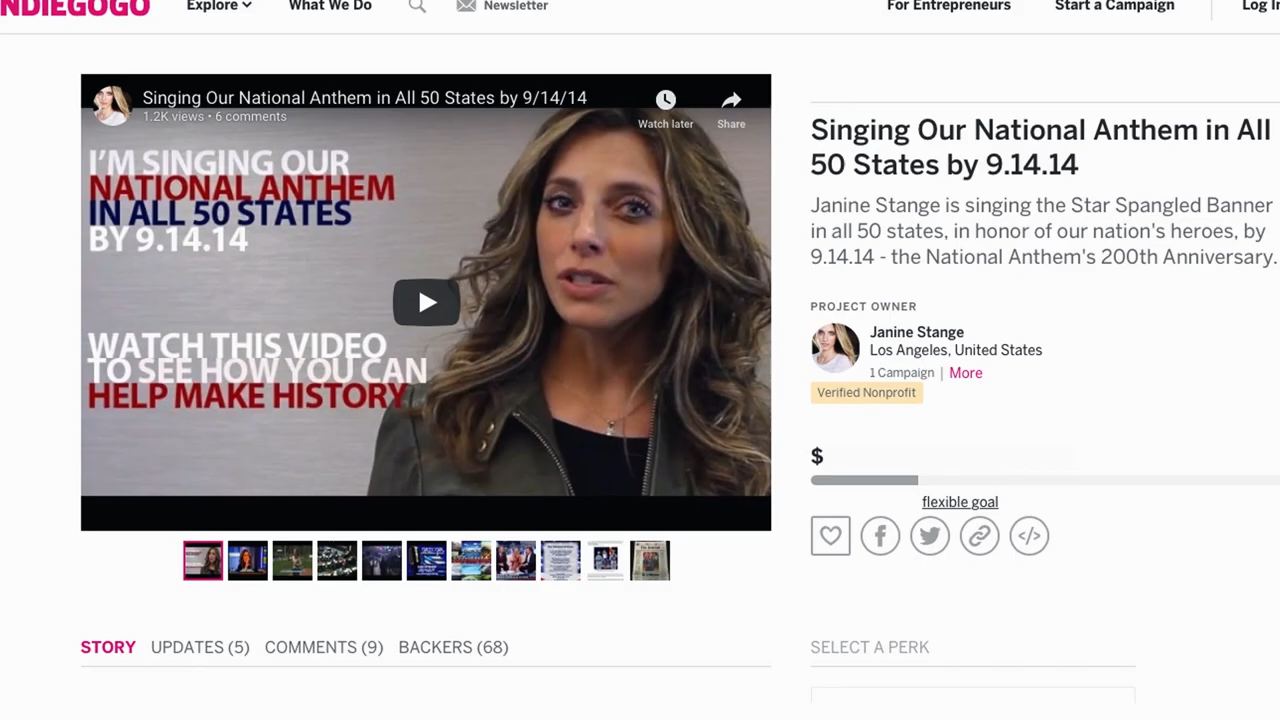 NDIEGOGO
Explore
What We Do
Newsletter
For Entrepreneurs
Start a Campaign
Log I
Singing Our National Anthem in All 50 States by 9/14/14
1.2K views • 6 comments
Watch later
Share
I'M SINGING OUR
NATIONAL ANTHEM
IN ALL 50 STATES
BY 9.14.14
WATCH THIS VIDEO
TO SEE HOW YOU CAN
HELP MAKE HISTORY
Singing Our National Anthem in All
50 States by 9.14.14
Janine Stange is singing the Star Spangled Banner
in all 50 states, in honor of our nation's heroes, by
9.14.14 - the National Anthem's 200th Anniversary.
PROJECT OWNER
Janine Stange
Los Angeles, United States
1 Campaign | More
Verified Nonprofit
$
flexible goal
STORY
UPDATES (5)
COMMENTS (9)
BACKERS (68)
SELECT A PERK